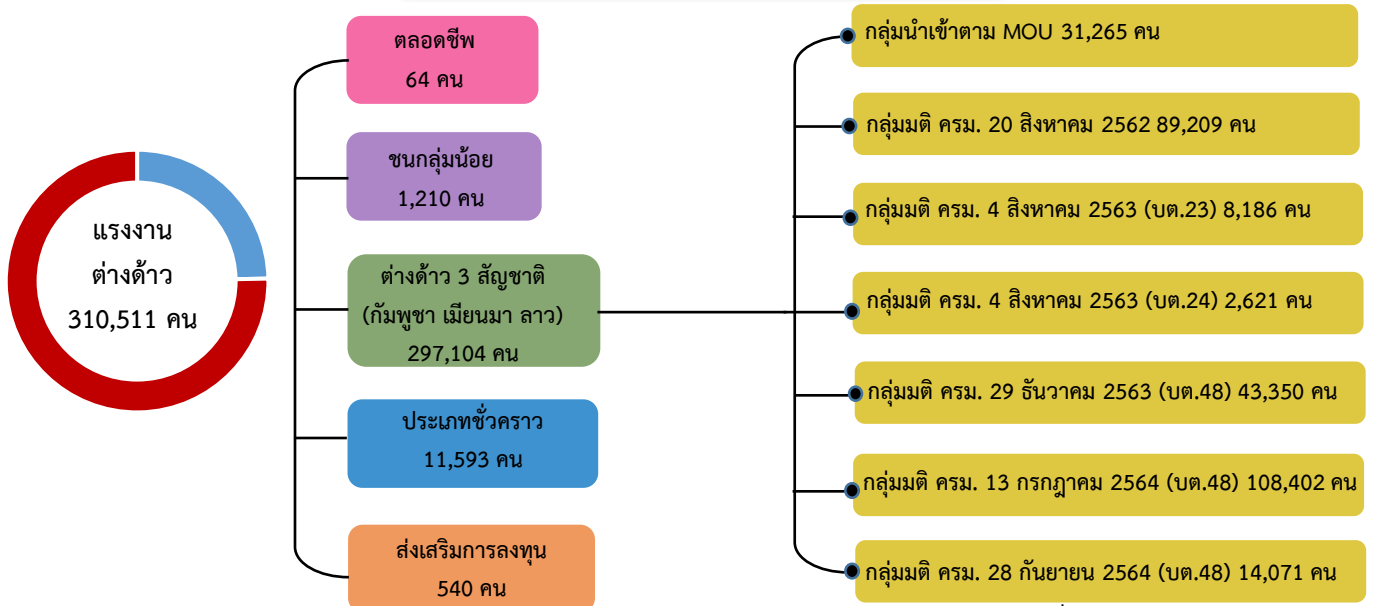 แรงงาน
ต่างด้าว
310,511 คน
ตลอดชีพ
64 คน
ชนกลุ่มน้อย
1,210 คน
ต่างด้าว 3 สัญชาติ
(กัมพูชา เมียนมา ลาว)
297,104 คน
ประเภทชั่วคราว
11,593 คน
ส่งเสริมการลงทุน
540 คน
กลุ่มนำเข้าตาม MOU 31,265 คน
กลุ่มมติ ครม. 20 สิงหาคม 2562 89,209 คน
กลุ่มมติ ครม. 4 สิงหาคม 2563 (บต.23) 8,186 คน
กลุ่มมติ ครม. 4 สิงหาคม 2563 (บต.24) 2,621 คน
กลุ่มมติ ครม. 29 ธันวาคม 2563 (บต.48) 43,350 คน
กลุ่มมติ ครม. 13 กรกฎาคม 2564 (บต.48) 108,402 คน
กลุ่มมติ ครม. 28 กันยายน 2564 (บต.48) 14,071 คน